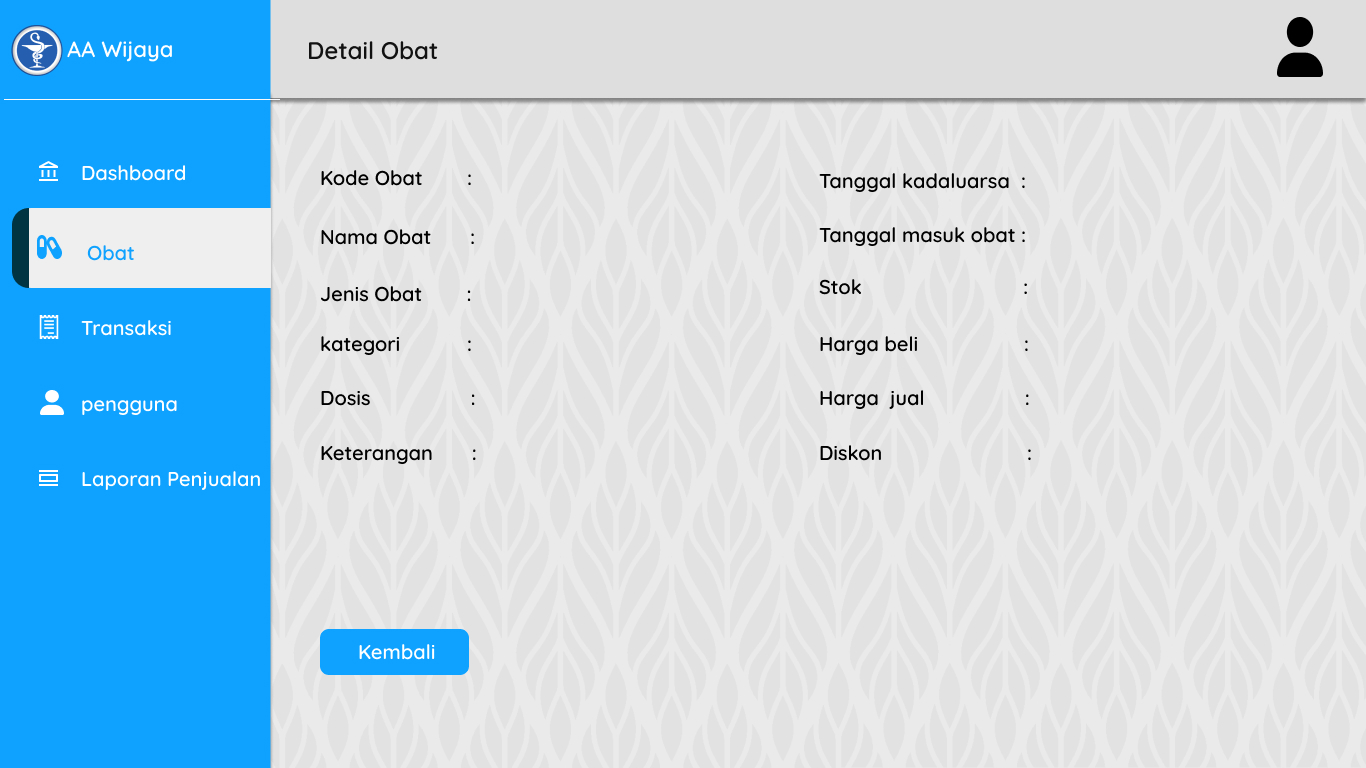 AA Wijaya
Detail Obat
Dashboard
Obat
Transaksi
pengguna
Laporan Penjualan
Kode Obat :
Nama Obat :
Jenis Obat :
kategori :
Dosis :
Keterangan :
Tanggal kadaluarsa :
Tanggal masuk obat :
Stok :
Harga beli :
Harga jual :
Diskon :
Kembali